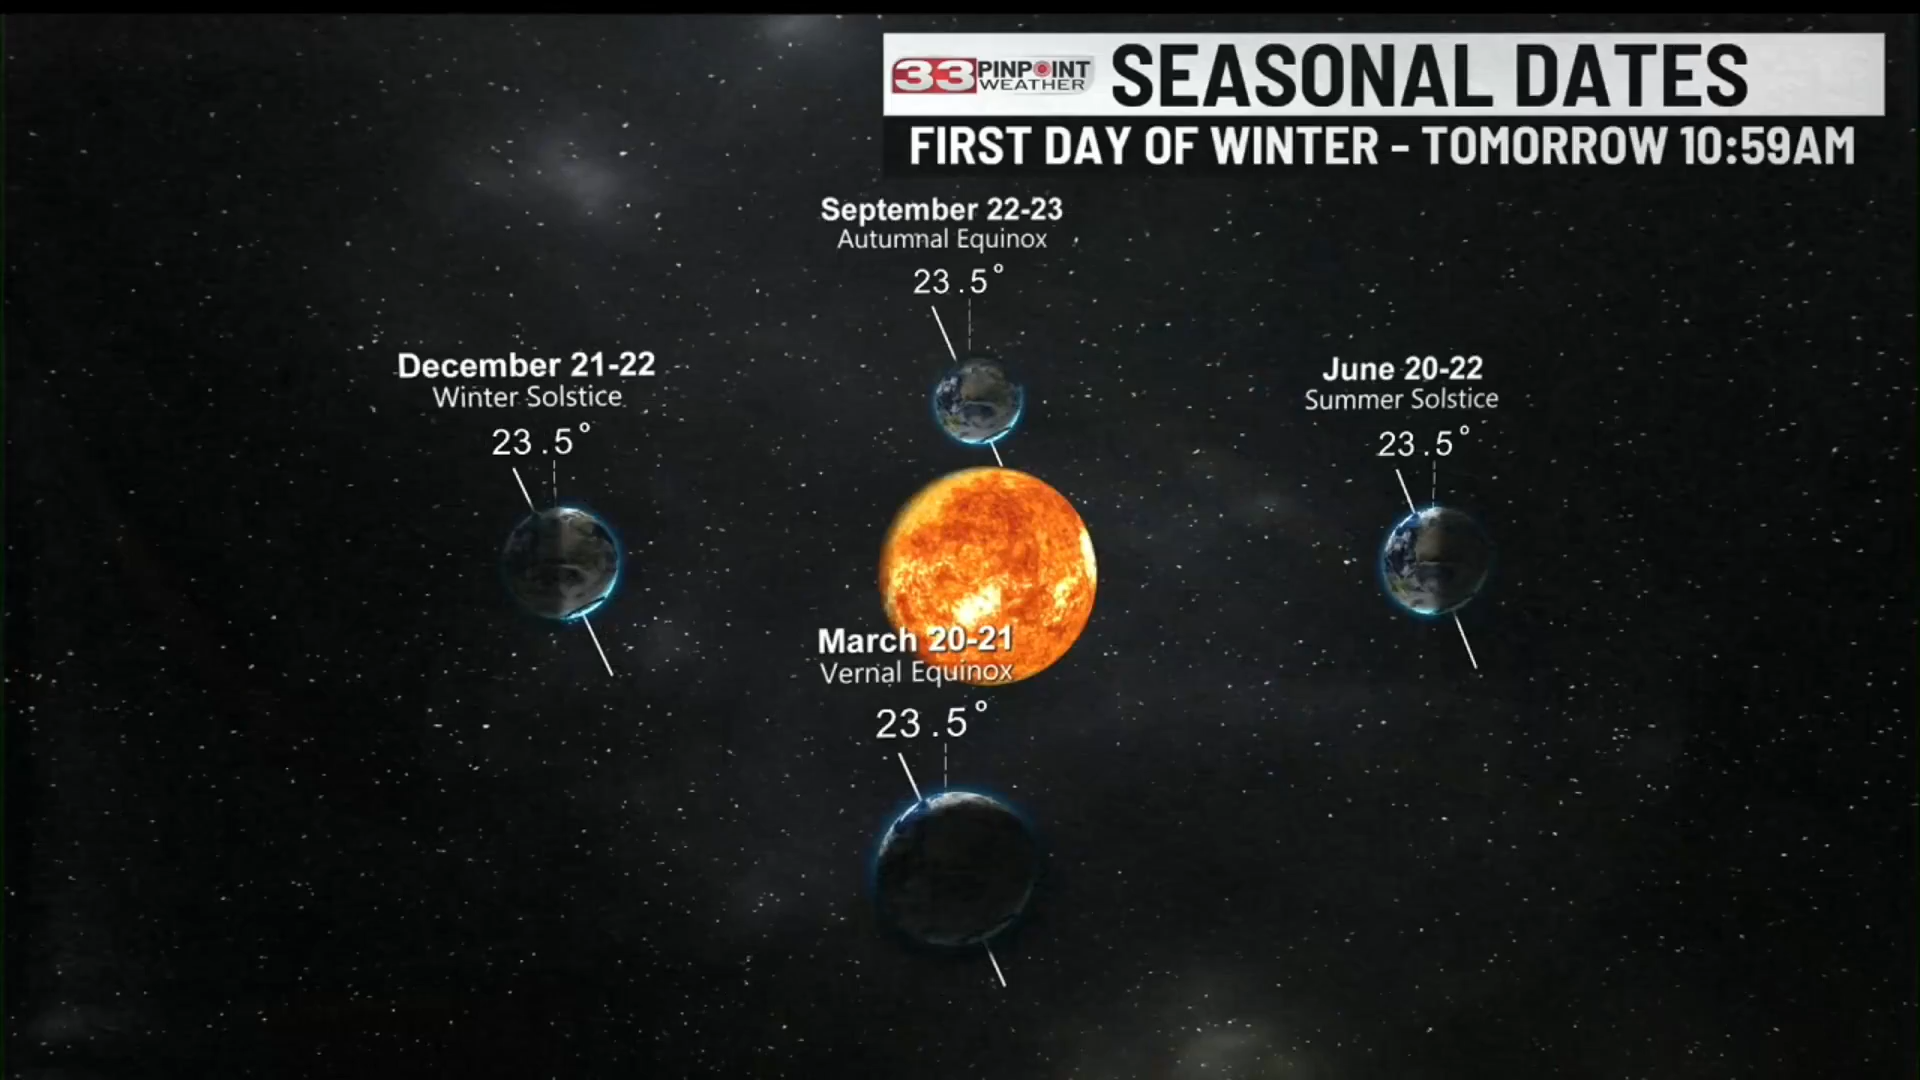 33 PINPOINT WEATHER SEASONAL DATES
FIRST DAY OF WINTER - TOMORROW 10:59AM
September 22-23
Autumnal Equinox
23.5°
December 21-22
Winter Solstice
23.5°
June 20-22
Summer Solstice
23.5°
March 20-21
Vernal Equinox
23.5°